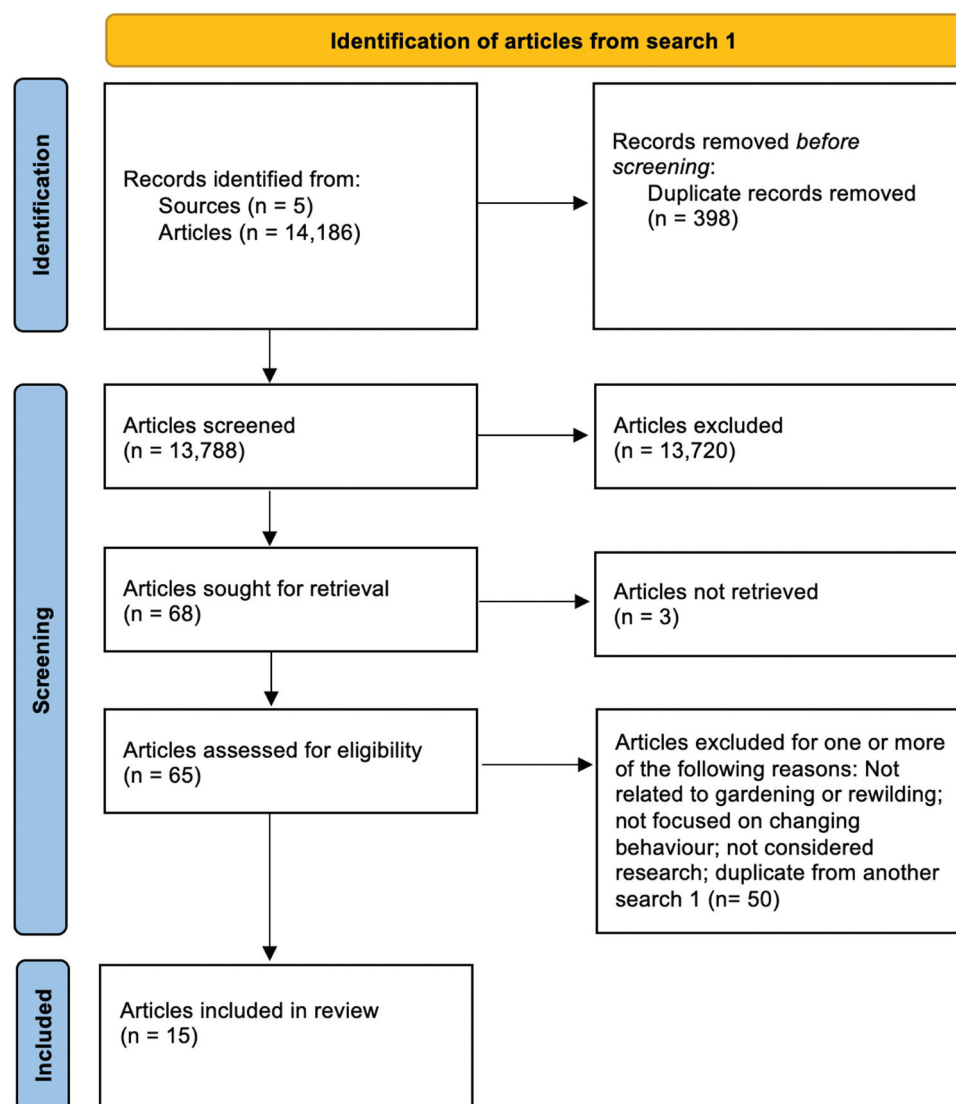 Identification of articles from search 1
Identification
Records identified from:
Sources (n = 5)
Articles (n = 14,186)
Records removed before
screening:
Duplicate records removed
(n = 398)
Screening
Articles screened
(n = 13,788)
Articles excluded
(n = 13,720)
Articles sought for retrieval
(n = 68)
Articles not retrieved
(n = 3)
Articles assessed for eligibility
(n = 65)
Articles excluded for one or more
of the following reasons: Not
related to gardening or rewilding;
not focused on changing
behaviour; not considered
research; duplicate from another
search 1 (n= 50)
Included
Articles included in review
(n = 15)